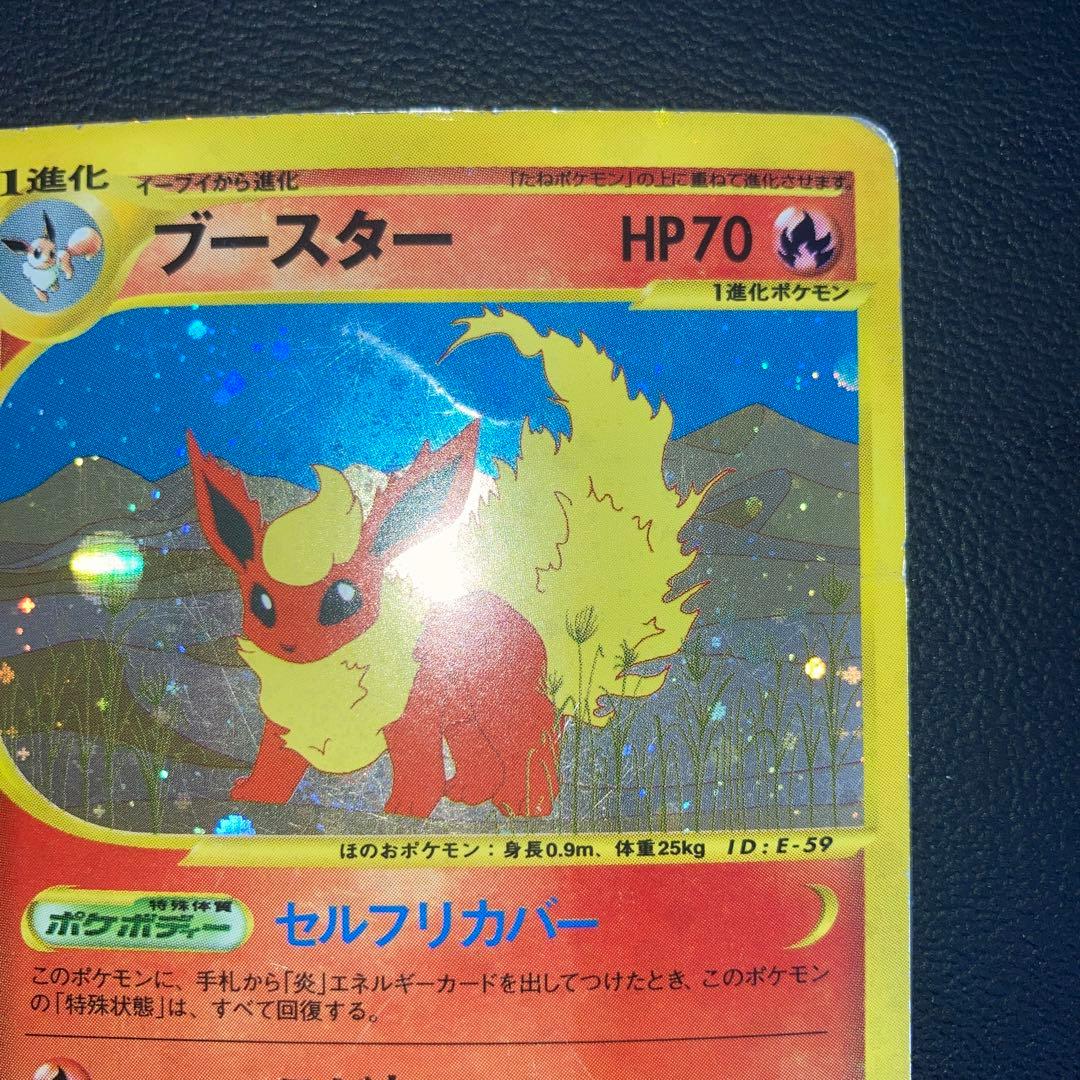 1進化 イーブイから進化 「たねポケモン」の上に重ねて進化させます。
ブースター HP70
1進化ポケモン
ほのおポケモン：身長0.9m、体重25kg ID：E-59
特殊体質
ポケボディー セルフリカバー
このポケモンに、手札から「炎」エネルギーカードを出してつけたとき、このポケモン
の「特殊状態」は、すべて回復する。